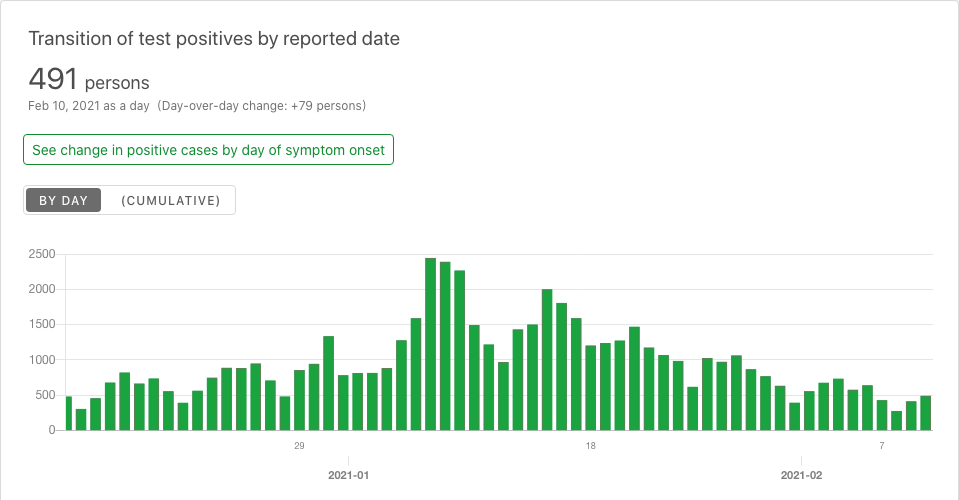 Transition of test positives by reported date
491 persons
Feb 10, 2021 as a day (Day-over-day change: +79 persons)
See change in positive cases by day of symptom onset
BY DAY (CUMULATIVE)
2500
2000
1500
1000
500
0
29 18 7
2021-01 2021-02